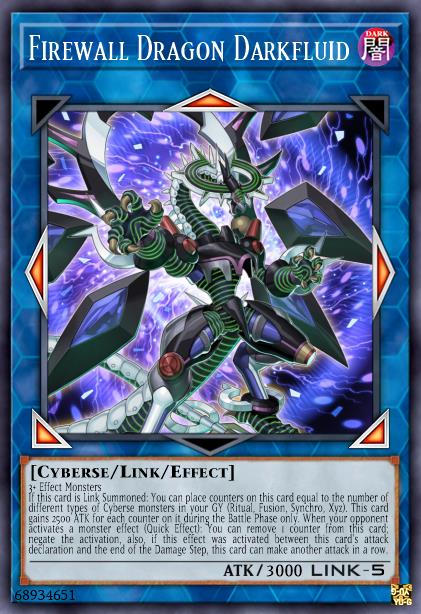 FIREWALL DRAGON DARKFLUID
DARK
闇
[CYBERSE/LINK/EFFECT]
3+ Effect Monsters
If this card is Link Summoned: You can place counters on this card equal to the number of
different types of Cyberse monsters in your GY (Ritual, Fusion, Synchro, Xyz). This card
gains 2500 ATK for each counter on it during the Battle Phase only. When your opponent
activates a monster effect (Quick Effect): You can remove 1 counter from this card;
negate the activation, also, if this effect was activated between this card's attack
declaration and the end of the Damage Step, this card can make another attack in a row.
ATK/3000 LINK-5
68934651